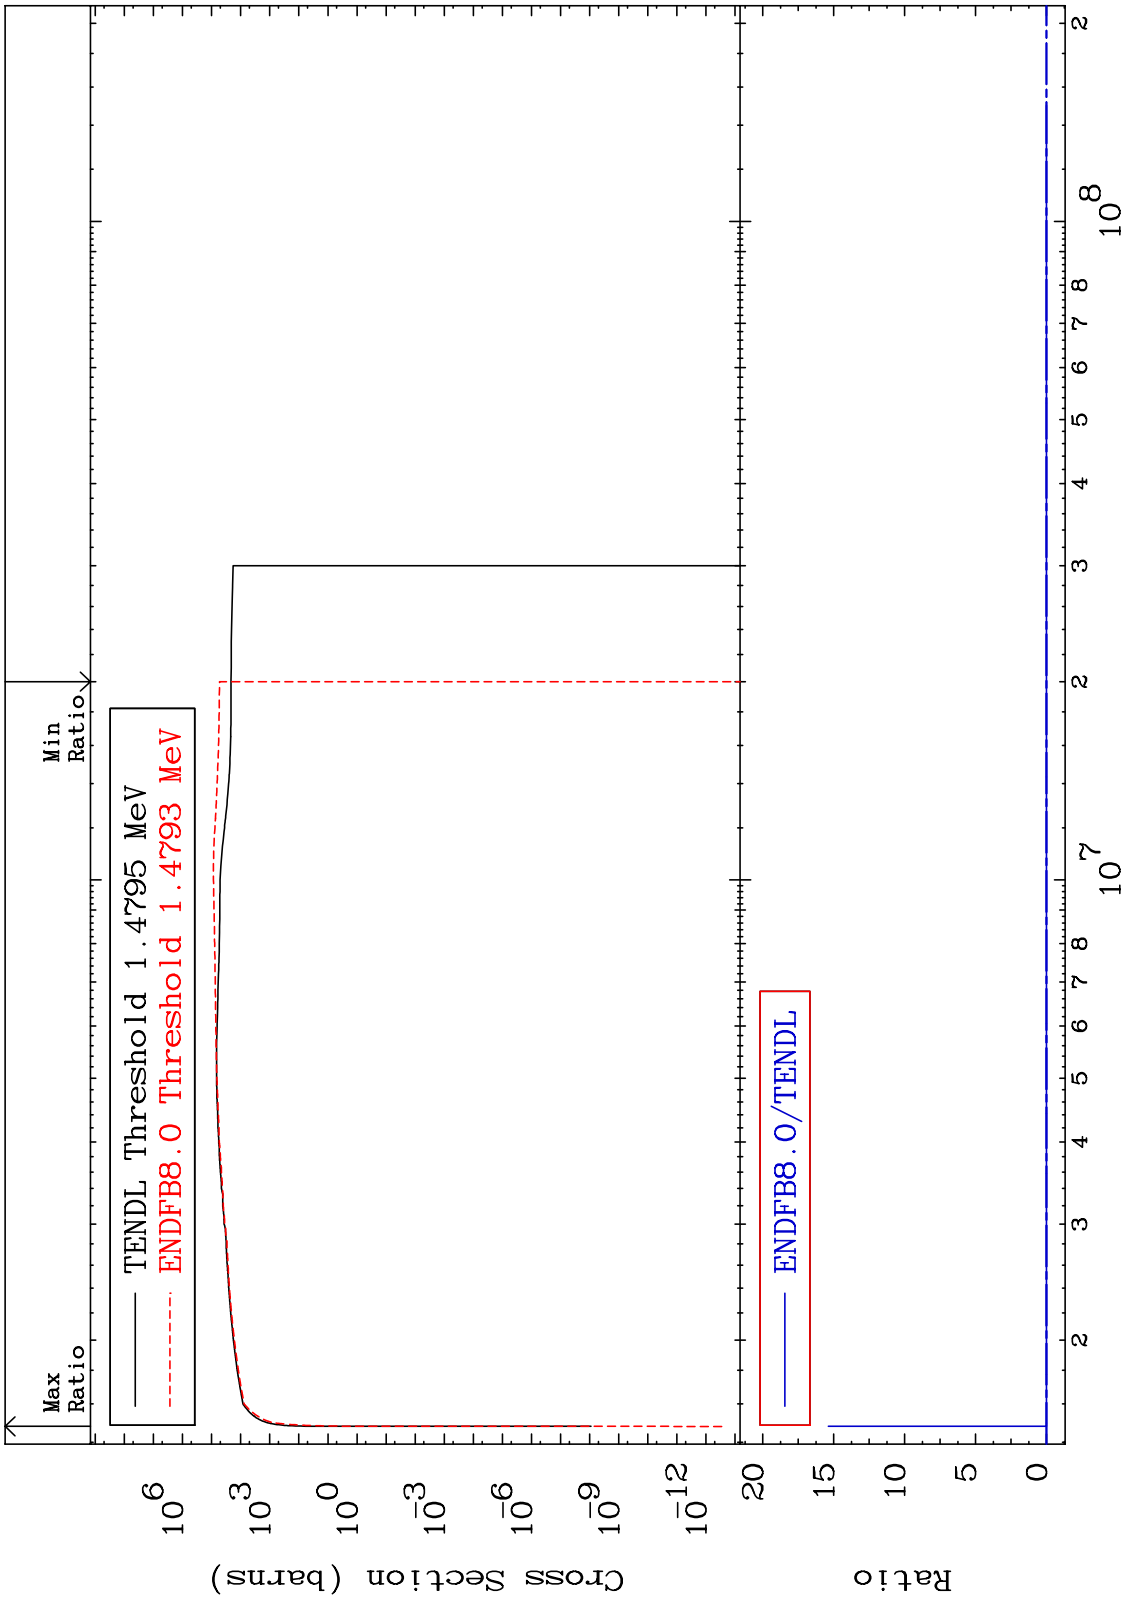 Max
Ratio
Min
Ratio
TENDL Threshold 1.4795 MeV
ENDFB8.0 Threshold 1.4793 MeV
Cross Section (barns)
10^6
10^3
10^0
10^-3
10^-6
10^-9
10^-12
ENDFB8.0/TENDL
Ratio
20
15
10
5
0
2 3 4 5 6 7 8 10^7 2 3 4 5 6 7 8 10^8 2